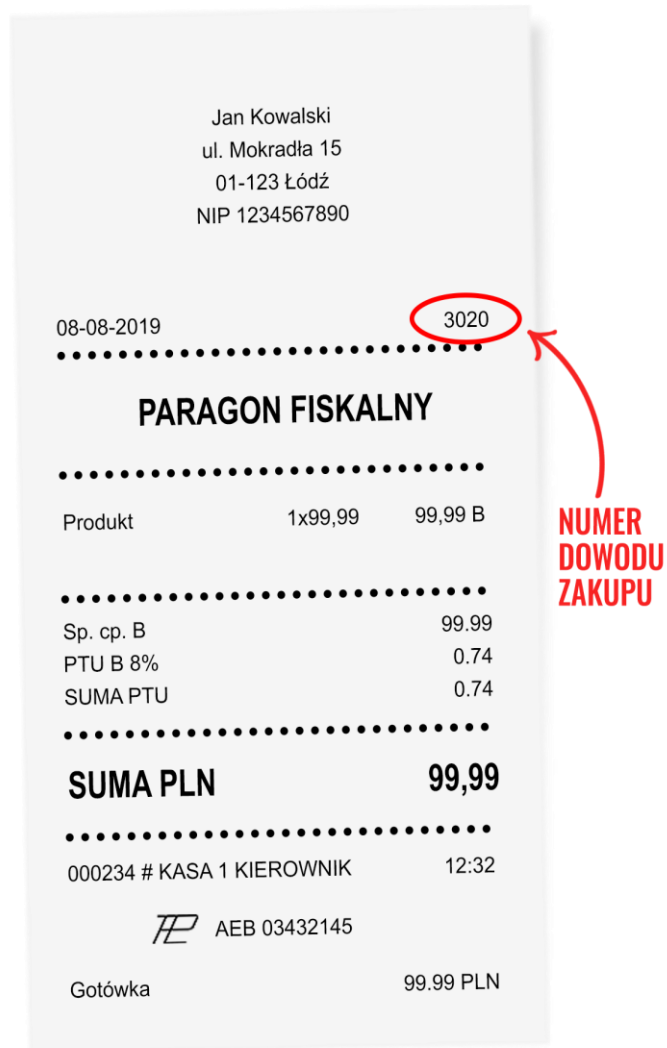 Jan Kowalski
ul. Mokradła 15
01-123 Łódź
NIP 1234567890
08-08-2019 3020
PARAGON FISKALNY
Produkt 1x99,99 99,99 B
NUMER
DOWODU
ZAKUPU
Sp. cp. B 99.99
PTU B 8% 0.74
SUMA PTU 0.74
SUMA PLN 99,99
000234 # KASA 1 KIEROWNIK 12:32
AEB 03432145
Gotówka 99.99 PLN